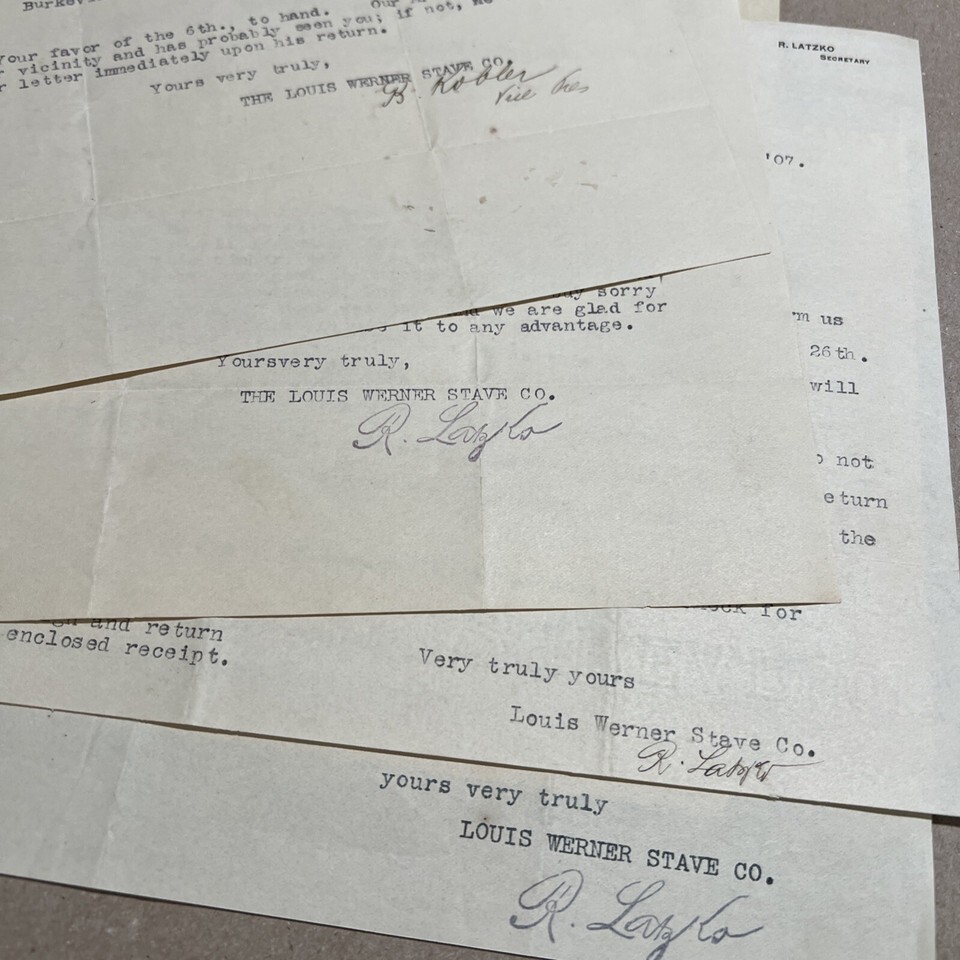 your favor of the 6th., to hand. Our
vicinity and has probably seen you; if not, he
letter immediately upon his return.
Yours very truly,
THE LOUIS WERNER STAVE CO.
B. Kobler
Vice Pres
R. LATZKO
SECRETARY
'07.
sorry
we are glad for
it to any advantage.
Yoursvery truly,
THE LOUIS WERNER STAVE CO.
R. Latzko
us
26th.
will
not
the
for
and return
enclosed receipt.
Very truly yours
Louis Werner Stave Co.
R. Latzko
yours very truly
LOUIS WERNER STAVE CO.
R. Latzko